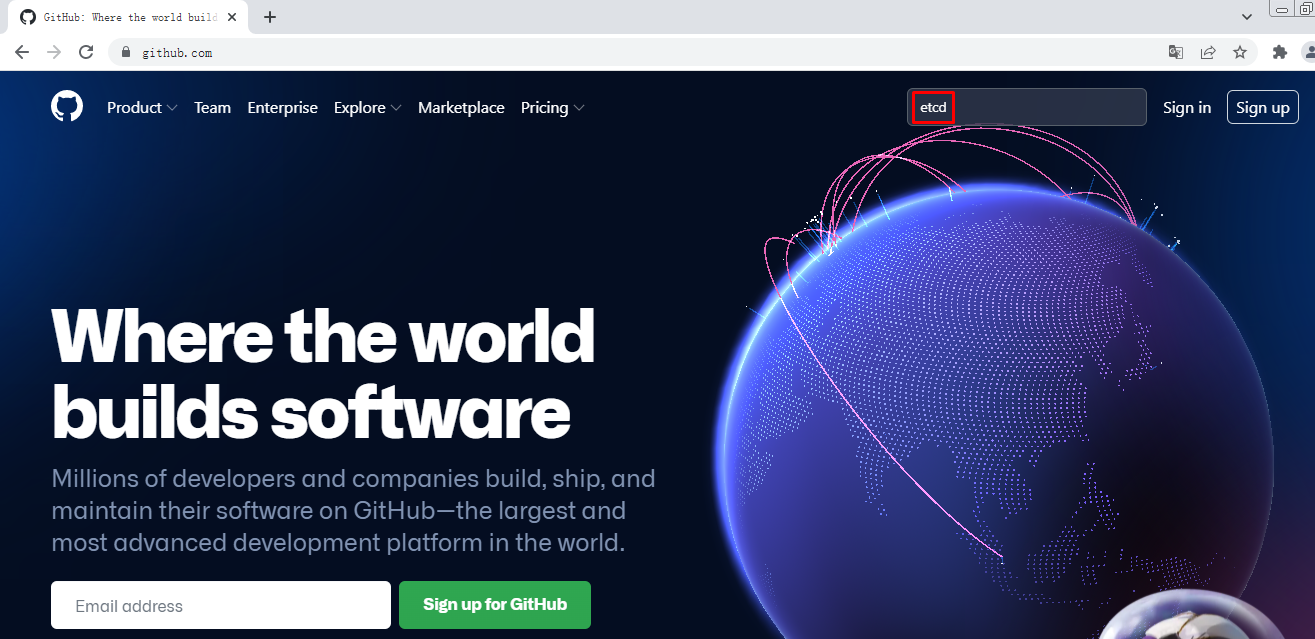 GitHub: Where the world build
github.com
Product Team Enterprise Explore Marketplace Pricing etcd Sign in Sign up
Where the world
builds software
Millions of developers and companies build, ship, and
maintain their software on GitHub—the largest and
most advanced development platform in the world.
Email address Sign up for GitHub